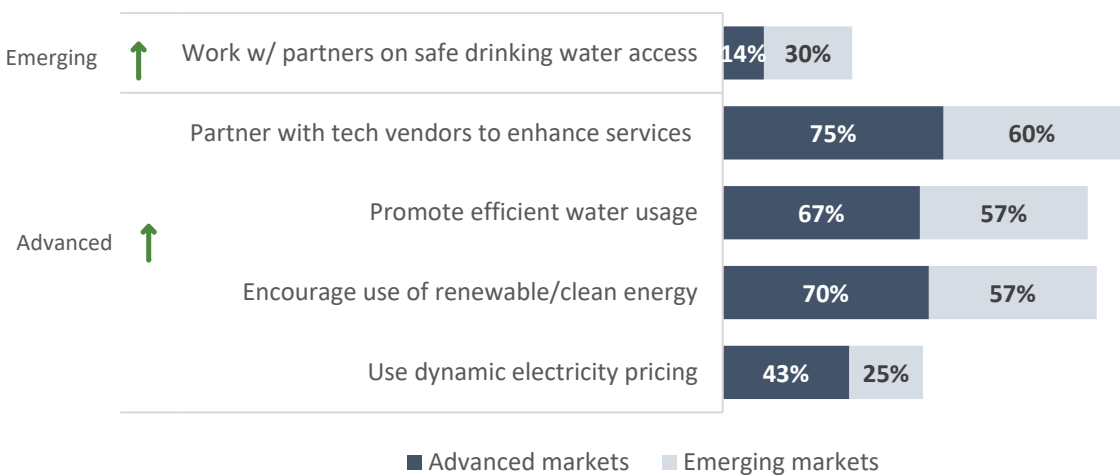 Emerging ↑ Work w/ partners on safe drinking water access 14% 30%
Partner with tech vendors to enhance services 75% 60%
Promote efficient water usage 67% 57%
Advanced ↑
Encourage use of renewable/clean energy 70% 57%
Use dynamic electricity pricing 43% 25%
Advanced markets Emerging markets